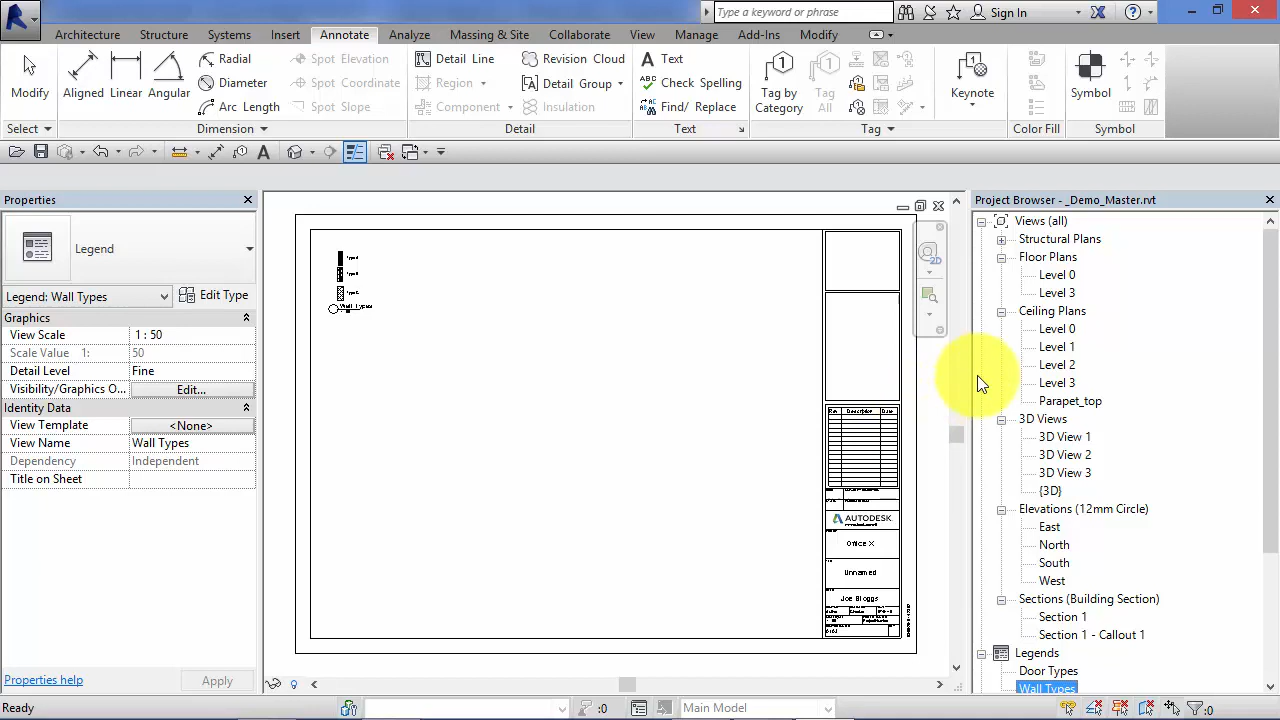 Type a keyword or phrase
Sign In
Architecture
Structure
Systems
Insert
Annotate
Analyze
Massing & Site
Collaborate
View
Manage
Add-Ins
Modify
Modify
Select
Aligned
Linear
Angular
Radial
Diameter
Arc Length
Spot Elevation
Spot Coordinate
Spot Slope
Dimension
Detail Line
Region
Component
Revision Cloud
Detail Group
Insulation
Detail
Text
Check Spelling
Find/ Replace
Text
Tag by
Category
Tag
All
Tag
Keynote
Color Fill
Symbol
Symbol
Properties
Legend
Legend: Wall Types
Edit Type
Graphics
View Scale
1 : 50
Scale Value 1:
50
Detail Level
Fine
Visibility/Graphics O...
Edit...
Identity Data
View Template
<None>
View Name
Wall Types
Dependency
Independent
Title on Sheet
Properties help
Apply
Wall Types
Rev
Description
Date
AUTODESK
Office X
Unnamed
Joe Bloggs
2D
Project Browser - _Demo_Master.rvt
Views (all)
Structural Plans
Floor Plans
Level 0
Level 3
Ceiling Plans
Level 0
Level 1
Level 2
Level 3
Parapet_top
3D Views
3D View 1
3D View 2
3D View 3
{3D}
Elevations (12mm Circle)
East
North
South
West
Sections (Building Section)
Section 1
Section 1 - Callout 1
Legends
Door Types
Wall Types
Ready
:0
Main Model
:0